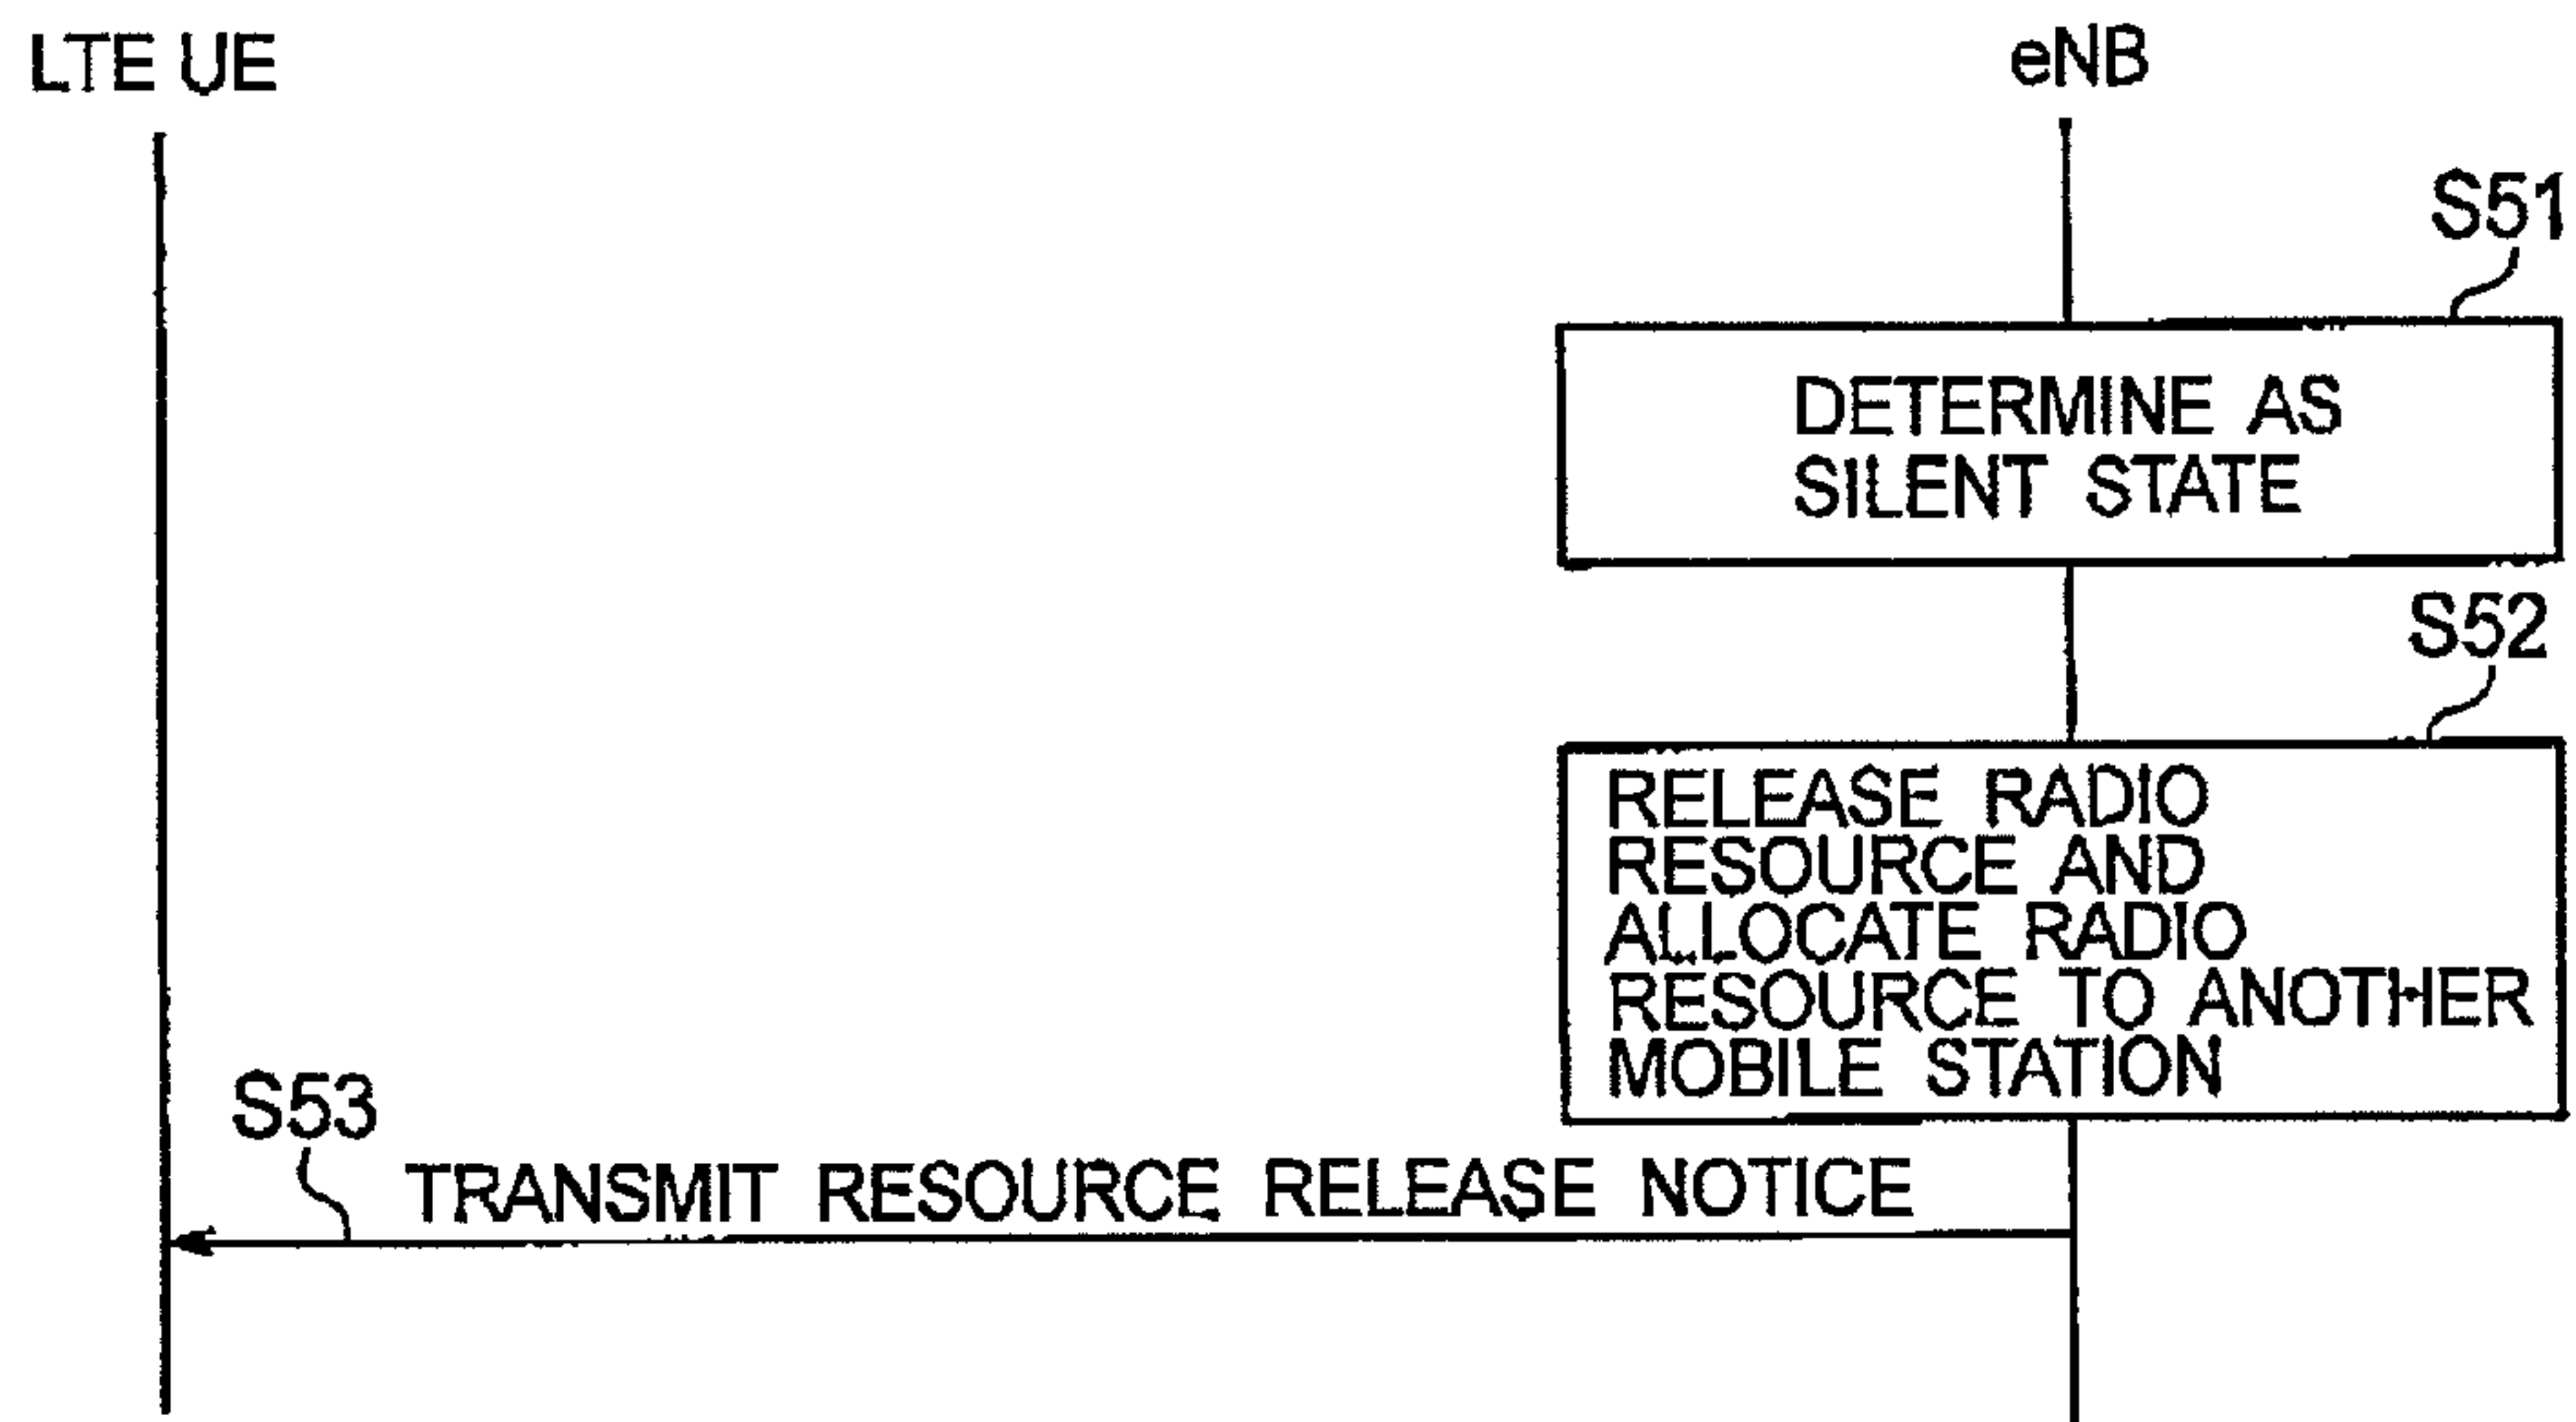 LTE UE
eNB
S51
DETERMINE AS
SILENT STATE
S52
RELEASE RADIO
RESOURCE AND
ALLOCATE RADIO
RESOURCE TO ANOTHER
MOBILE STATION
S53
TRANSMIT RESOURCE RELEASE NOTICE